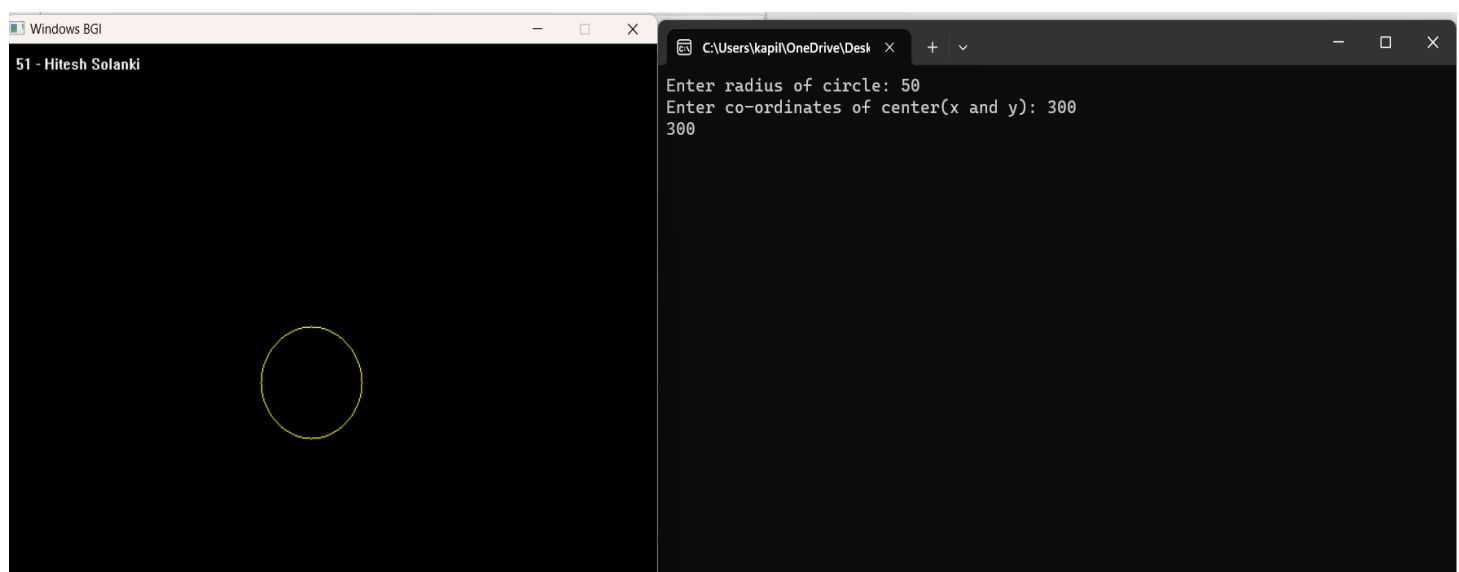 Windows BGI
51 - Hitesh Solanki
C:\Users\kapil\OneDrive\Desk
Enter radius of circle: 50
Enter co-ordinates of center(x and y): 300
300